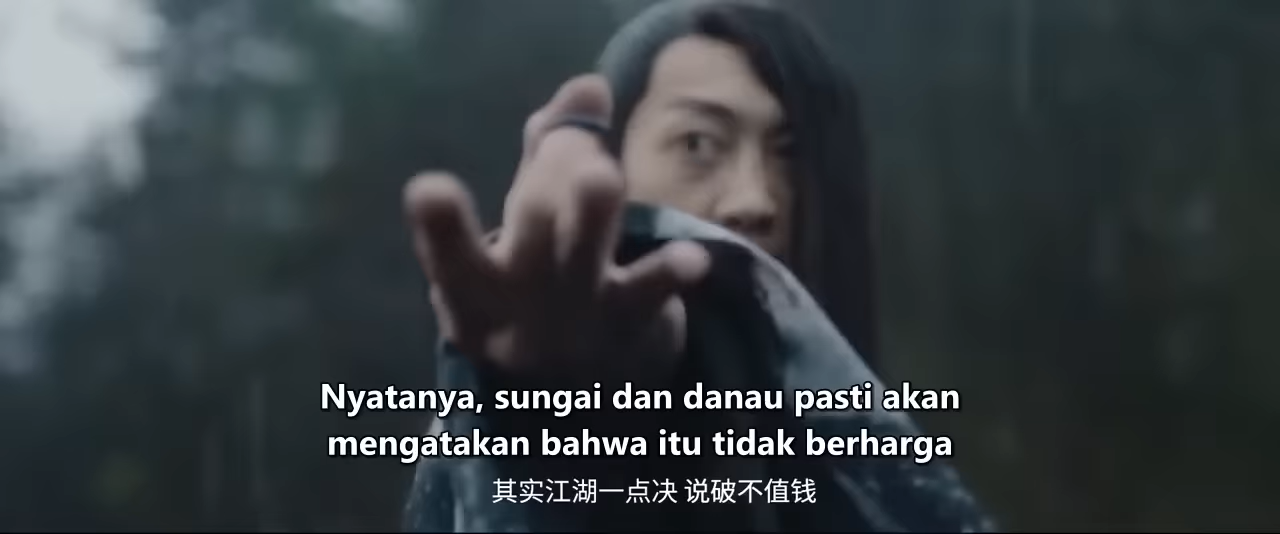 Nyatanya, sungai dan danau pasti akan
mengatakan bahwa itu tidak berharga
其实江湖一点决 说破不值钱